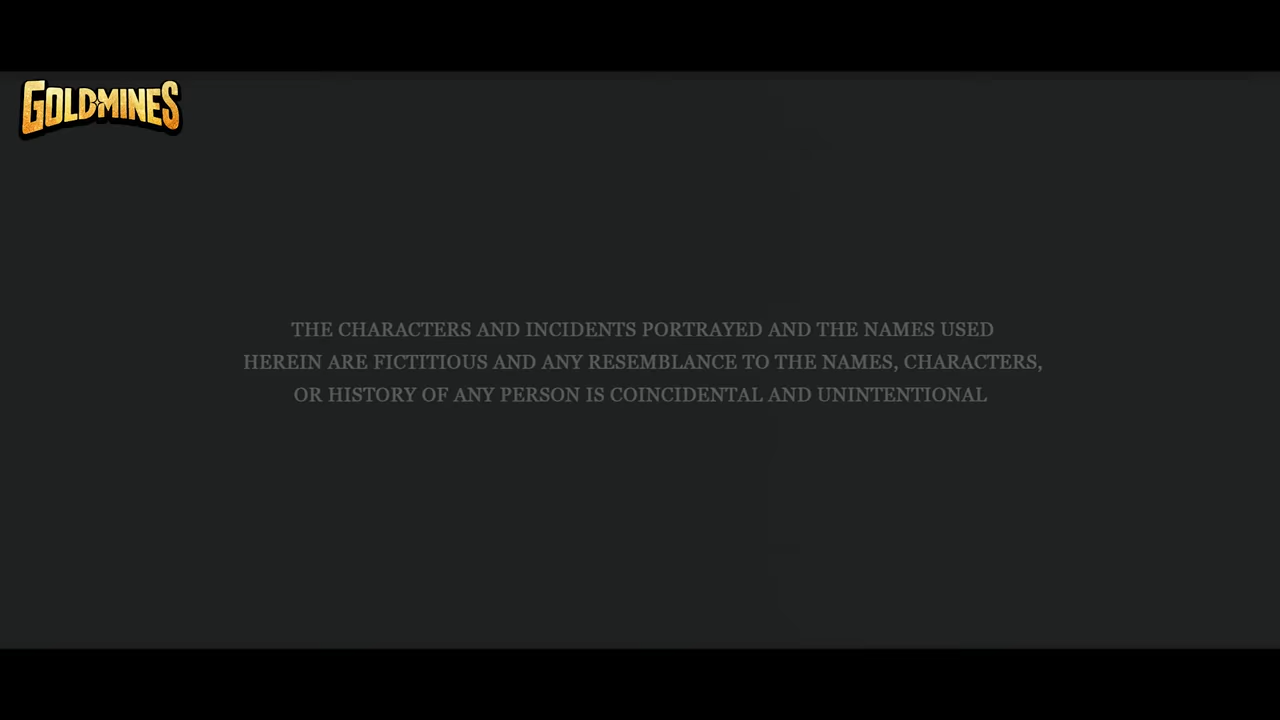 GOLDMINES
THE CHARACTERS AND INCIDENTS PORTRAYED AND THE NAMES USED
HEREIN ARE FICTITIOUS AND ANY RESEMBLANCE TO THE NAMES, CHARACTERS,
OR HISTORY OF ANY PERSON IS COINCIDENTAL AND UNINTENTIONAL